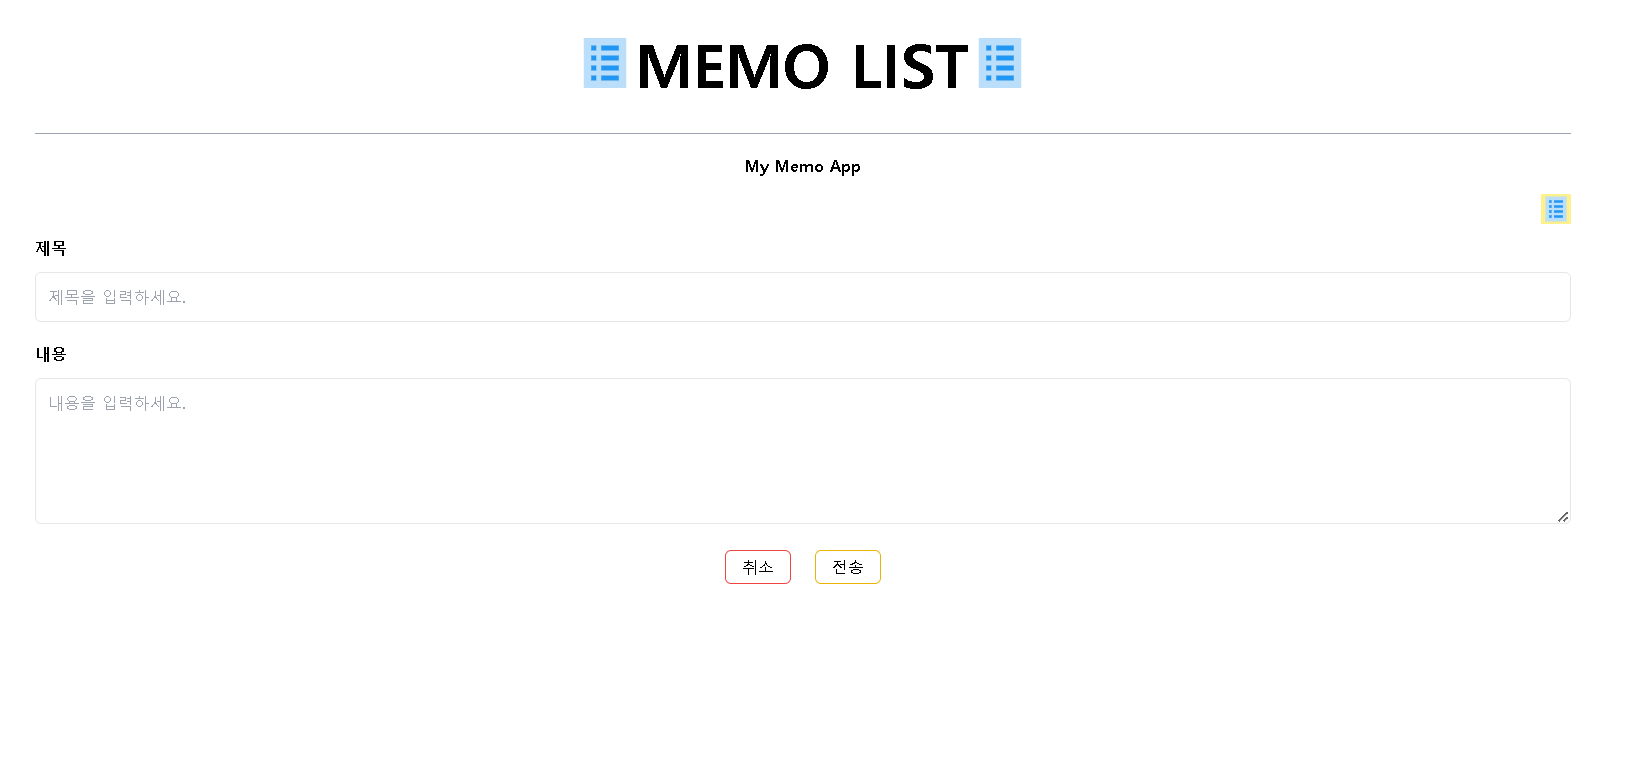 MEMO LIST
My Memo App
제목
제목을 입력하세요.
내용
내용을 입력하세요.
취소 전송